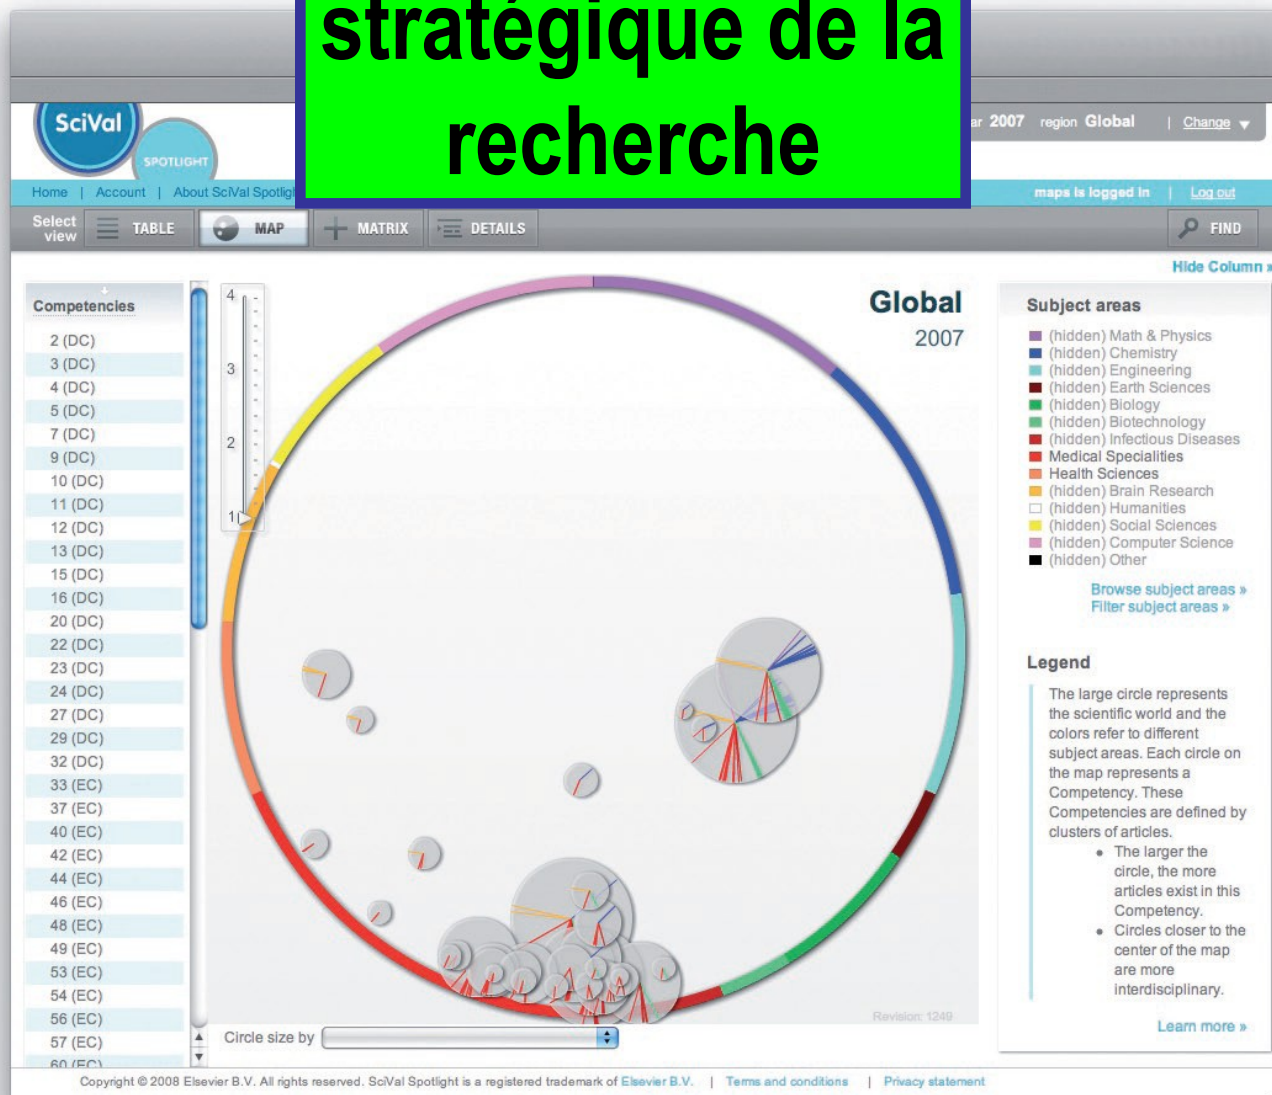 stratégique de la
recherche
SciVal
SPOTLIGHT
2007 region Global | Change
Home | Account | About SciVal
maps is logged in | Log out
Select view
TABLE
MAP
MATRIX
DETAILS
FIND
Hide Column »
Competencies
2 (DC)
3 (DC)
4 (DC)
5 (DC)
7 (DC)
9 (DC)
10 (DC)
11 (DC)
12 (DC)
13 (DC)
15 (DC)
16 (DC)
20 (DC)
22 (DC)
23 (DC)
24 (DC)
27 (DC)
29 (DC)
32 (DC)
33 (EC)
37 (EC)
40 (EC)
42 (EC)
44 (EC)
46 (EC)
48 (EC)
49 (EC)
53 (EC)
54 (EC)
56 (EC)
57 (EC)
60 (EC)
4
3
2
1
Global
2007
Revision: 1249
Circle size by
Subject areas
(hidden) Math & Physics
(hidden) Chemistry
(hidden) Engineering
(hidden) Earth Sciences
(hidden) Biology
(hidden) Biotechnology
(hidden) Infectious Diseases
Medical Specialities
Health Sciences
(hidden) Brain Research
(hidden) Humanities
(hidden) Social Sciences
(hidden) Computer Science
(hidden) Other
Browse subject areas »
Filter subject areas »
Legend
The large circle represents
the scientific world and the
colors refer to different
subject areas. Each circle on
the map represents a
Competency. These
Competencies are defined by
clusters of articles.
• The larger the
circle, the more
articles exist in this
Competency.
• Circles closer to the
center of the map
are more
interdisciplinary.
Learn more »
Copyright © 2008 Elsevier B.V. All rights reserved. SciVal Spotlight is a registered trademark of Elsevier B.V. | Terms and conditions | Privacy statement